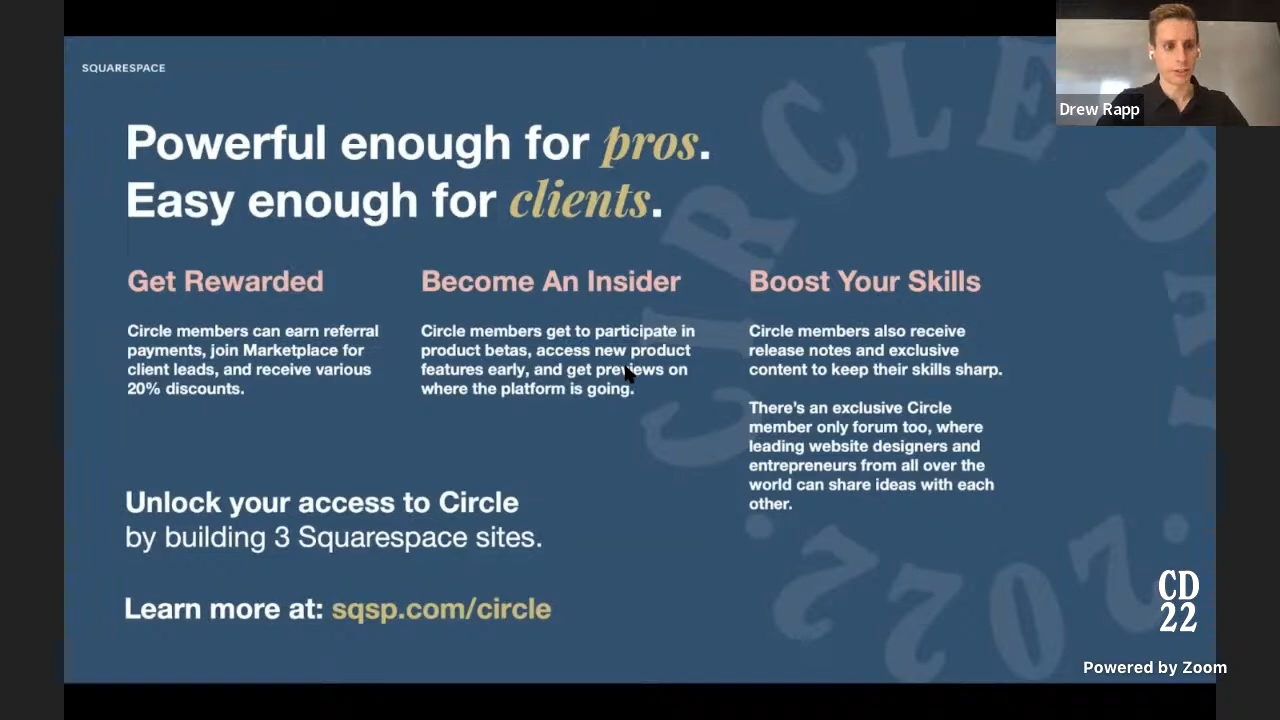 SQUARESPACE
Drew Rapp
Powerful enough for pros.
Easy enough for clients.
Get Rewarded
Circle members can earn referral
payments, join Marketplace for
client leads, and receive various
20% discounts.
Become An Insider
Circle members get to participate in
product betas, access new product
features early, and get previews on
where the platform is going.
Boost Your Skills
Circle members also receive
release notes and exclusive
content to keep their skills sharp.
There's an exclusive Circle
member only forum too, where
leading website designers and
entrepreneurs from all over the
world can share ideas with each
other.
Unlock your access to Circle
by building 3 Squarespace sites.
Learn more at: sqsp.com/circle
CIRCLE
2022
CD
22
Powered by Zoom